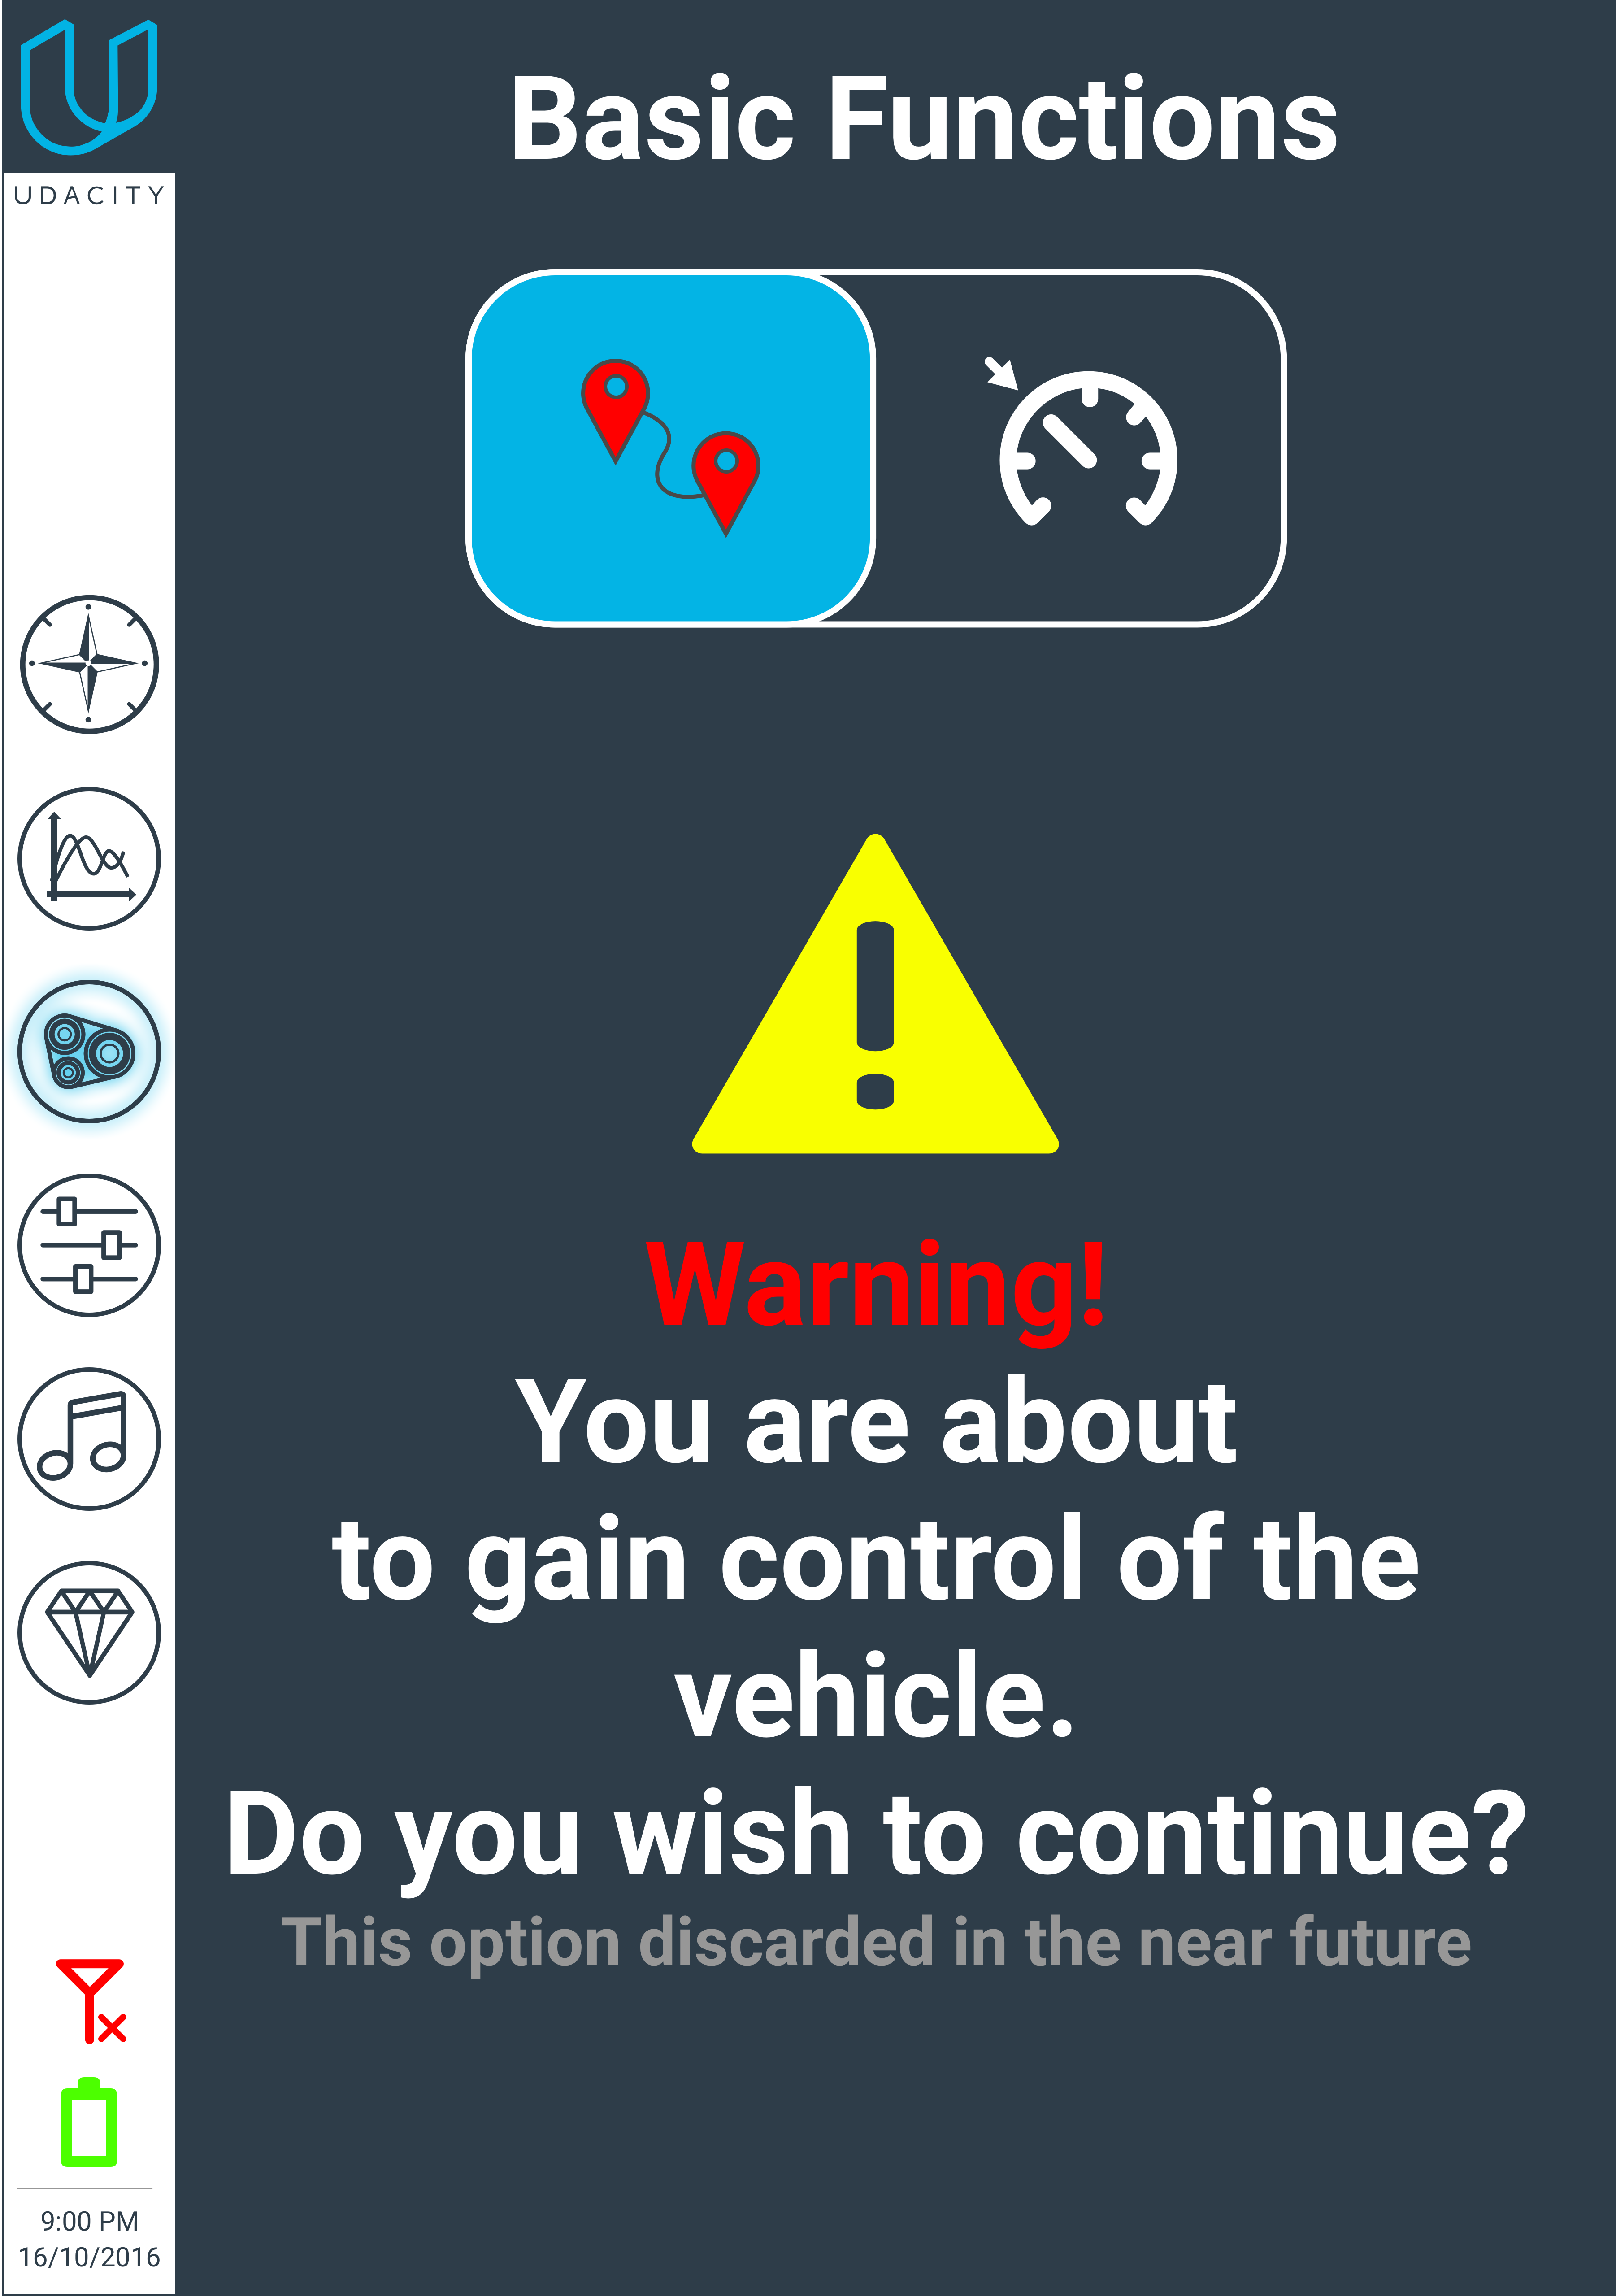 UDACITY
Basic Functions
Warning!
You are about
to gain control of the
vehicle.
Do you wish to continue?
This option discarded in the near future
9:00 PM
16/10/2016